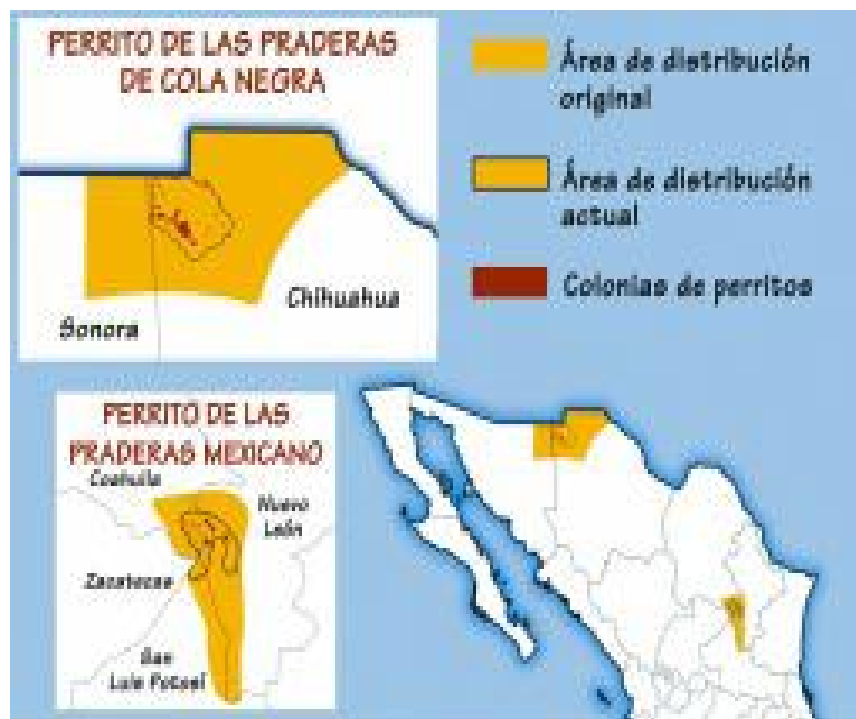 PERRITO DE LAS PRADERAS
DE COLA NEGRA
Área de distribución
original
Área de distribución
actual
Colonias de perritos
Chihuahua
Sonora
PERRITO DE LAS
PRADERAS MEXICANO
Coahuila
Nuevo
León
Zacatecas
San
Luis Potosí